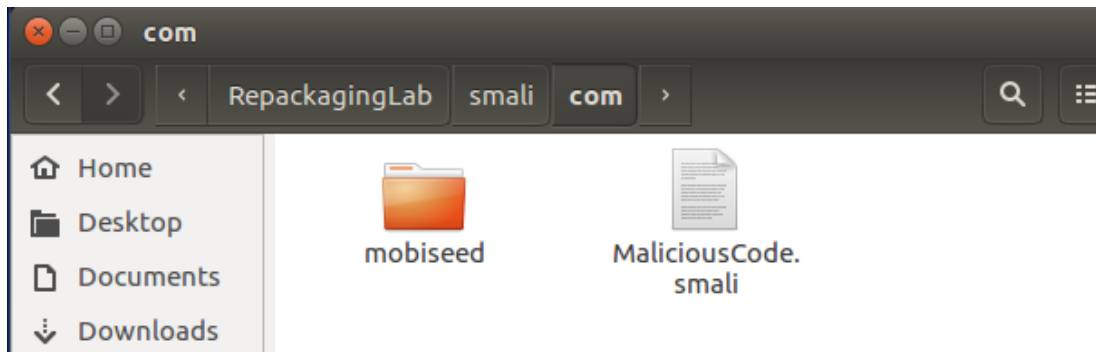 com
RepackagingLab smali com
Home
Desktop
Documents
Downloads
mobiseed
MaliciousCode.
smali